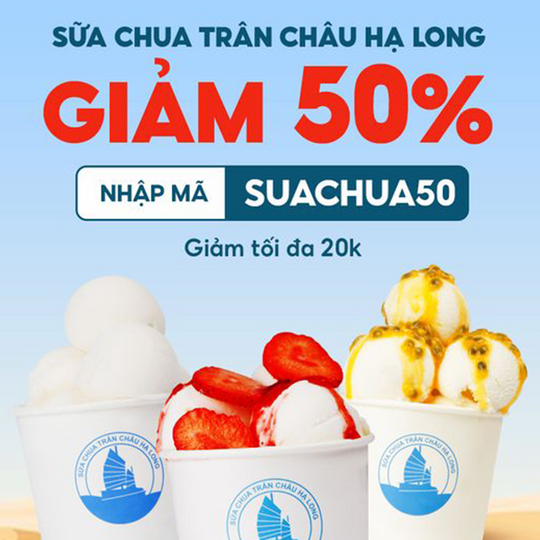 SỮA CHUA TRÂN CHÂU HẠ LONG
GIẢM 50%
NHẬP MÃ SUACHUA50
Giảm tối đa 20k
SỮA CHUA TRÂN CHÂU HẠ LONG
SỮA CHUA TRÂN CHÂU HẠ LONG
SỮA CHUA TRÂN CHÂU HẠ LONG